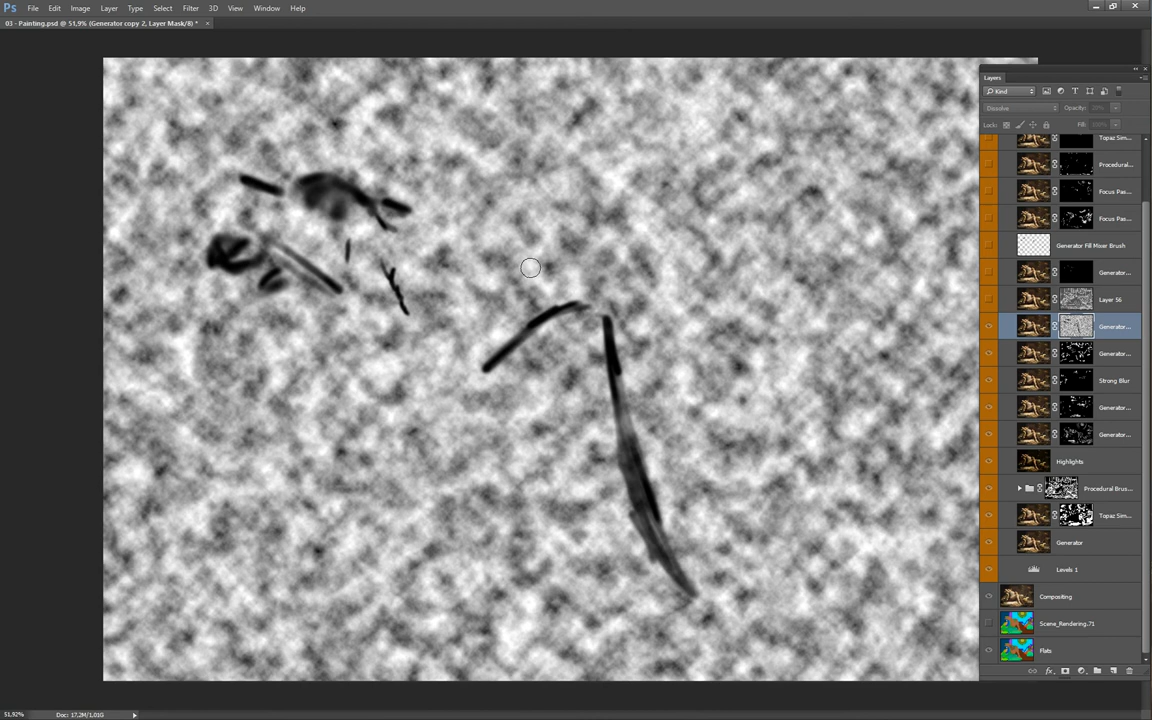 Ps File Edit Image Layer Type Select Filter 3D View Window Help
03 - Painting.psd @ 51,9% (Generator copy 2, Layer Mask/8) * ×
Layers
Kind
Dissolve Opacity:
Lock: Fill:
Topaz Sim...
Procedural...
Focus Pas...
Focus Pas...
Generator Fill Mixer Brush
Generator...
Layer 56
Generator...
Generator...
Strong Blur
Generator...
Generator...
Highlights
Procedural Brus...
Topaz Sim...
Generator
Levels 1
Compositing
Scene_Rendering.71
Flats
fx
51,92% Doc: 17,2M/1,01G